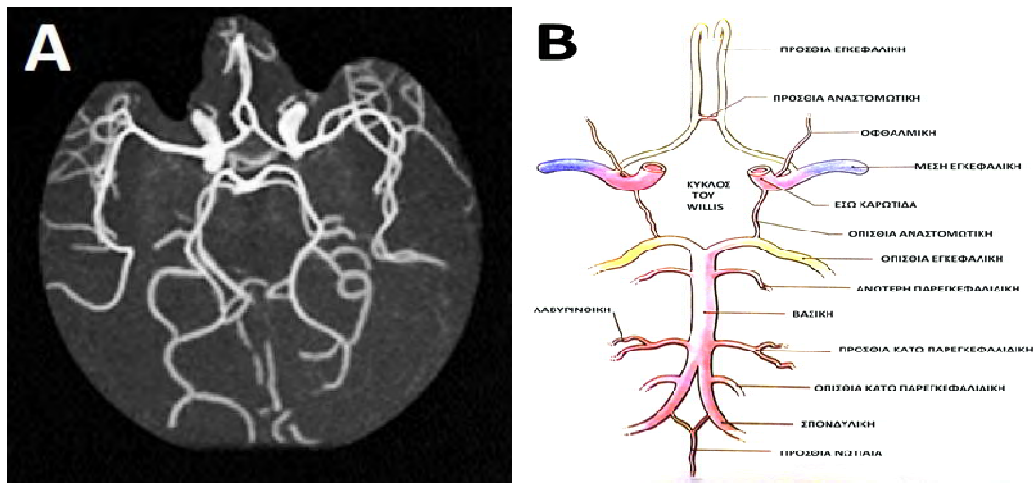 A
B
ΠΡΟΣΘΙΑ ΕΓΚΕΦΑΛΙΚΗ
ΠΡΟΣΘΙΑ ΑΝΑΣΤΟΜΩΤΙΚΗ
ΟΦΘΑΛΜΙΚΗ
ΜΕΣΗ ΕΓΚΕΦΑΛΙΚΗ
ΚΥΚΛΟΣ
ΤΟΥ
WILLIS
ΕΣΩ ΚΑΡΩΤΙΔΑ
ΟΠΙΣΘΙΑ ΑΝΑΣΤΟΜΩΤΙΚΗ
ΟΠΙΣΘΙΑ ΕΓΚΕΦΑΛΙΚΗ
ΑΝΩΤΕΡΗ ΠΑΡΕΓΚΕΦΑΛΙΔΙΚΗ
ΛΑΒΥΡΙΝΘΙΚΗ
ΒΑΣΙΚΗ
ΠΡΟΣΘΙΑ ΚΑΤΩ ΠΑΡΕΓΚΕΦΑΛΙΔΙΚΗ
ΟΠΙΣΘΙΑ ΚΑΤΩ ΠΑΡΕΓΚΕΦΑΛΙΔΙΚΗ
ΣΠΟΝΔΥΛΙΚΗ
ΠΡΟΣΘΙΑ ΝΩΤΙΑΙΑ